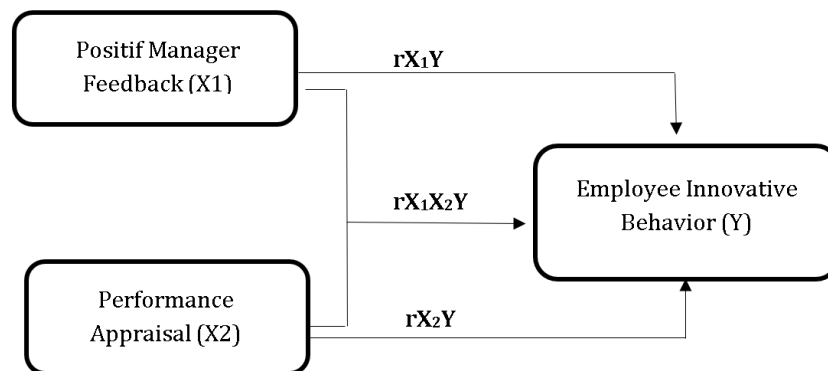 Positif Manager
Feedback (X1)
rX₁Y
Employee Innovative
Behavior (Y)
rX₁X₂Y
Performance
Appraisal (X2)
rX₂Y